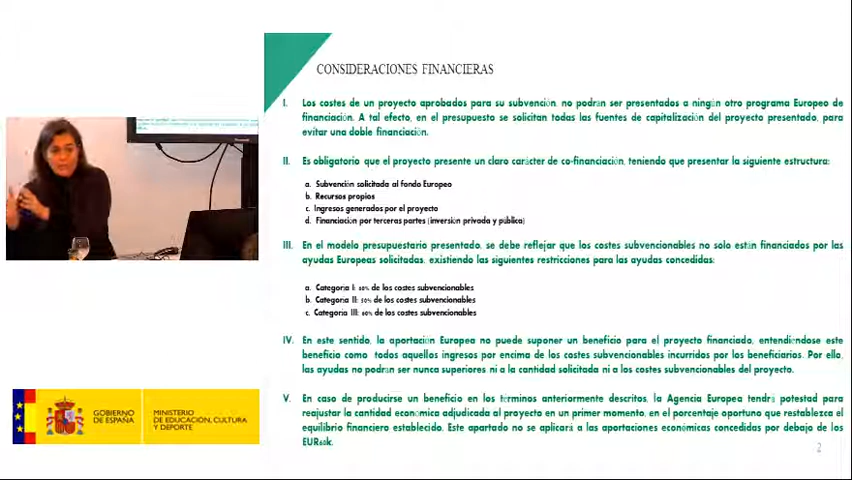 CONSIDERACIONES FINANCIERAS
I. Los costes de un proyecto aprobados para su subvención, no podrán ser presentados a ningún otro programa Europeo de
financiación. A tal efecto, en el presupuesto se solicitan todas las fuentes de capitalización del proyecto presentado, para
evitar una doble financiación.
II. Es obligatorio que el proyecto presente un claro carácter de co-financiación, teniendo que presentar la siguiente estructura:
a. Subvención solicitada al fondo Europeo
b. Recursos propios
c. Ingresos generados por el proyecto
d. Financiación por terceras partes (inversión privada y pública)
III. En el modelo presupuestario presentado, se debe reflejar que los costes subvencionables no solo están financiados por las
ayudas Europeas solicitadas, existiendo las siguientes restricciones para las ayudas concedidas:
a. Categoría I: de los costes subvencionables
b. Categoría II: 50% de los costes subvencionables
c. Categoría III: 60% de los costes subvencionables
IV. En este sentido, la aportación Europea no puede suponer un beneficio para el proyecto financiado, entendiéndose este
beneficio como todos aquellos ingresos por encima de los costes subvencionables incurridos por los beneficiarios. Por ello,
las ayudas no podrán ser nunca superiores ni a la cantidad solicitada ni a los costes subvencionables del proyecto.
V. En caso de producirse un beneficio en los términos anteriormente descritos, la Agencia Europea tendrá potestad para
reajustar la cantidad económica adjudicada al proyecto en un primer momento, en el porcentaje oportuno que restablezca el
equilibrio financiero establecido. Este apartado no se aplicará a las aportaciones económicas concedidas por debajo de los
EUR60k.
2
GOBIERNO
DE ESPAÑA
MINISTERIO
DE EDUCACIÓN, CULTURA
Y DEPORTE